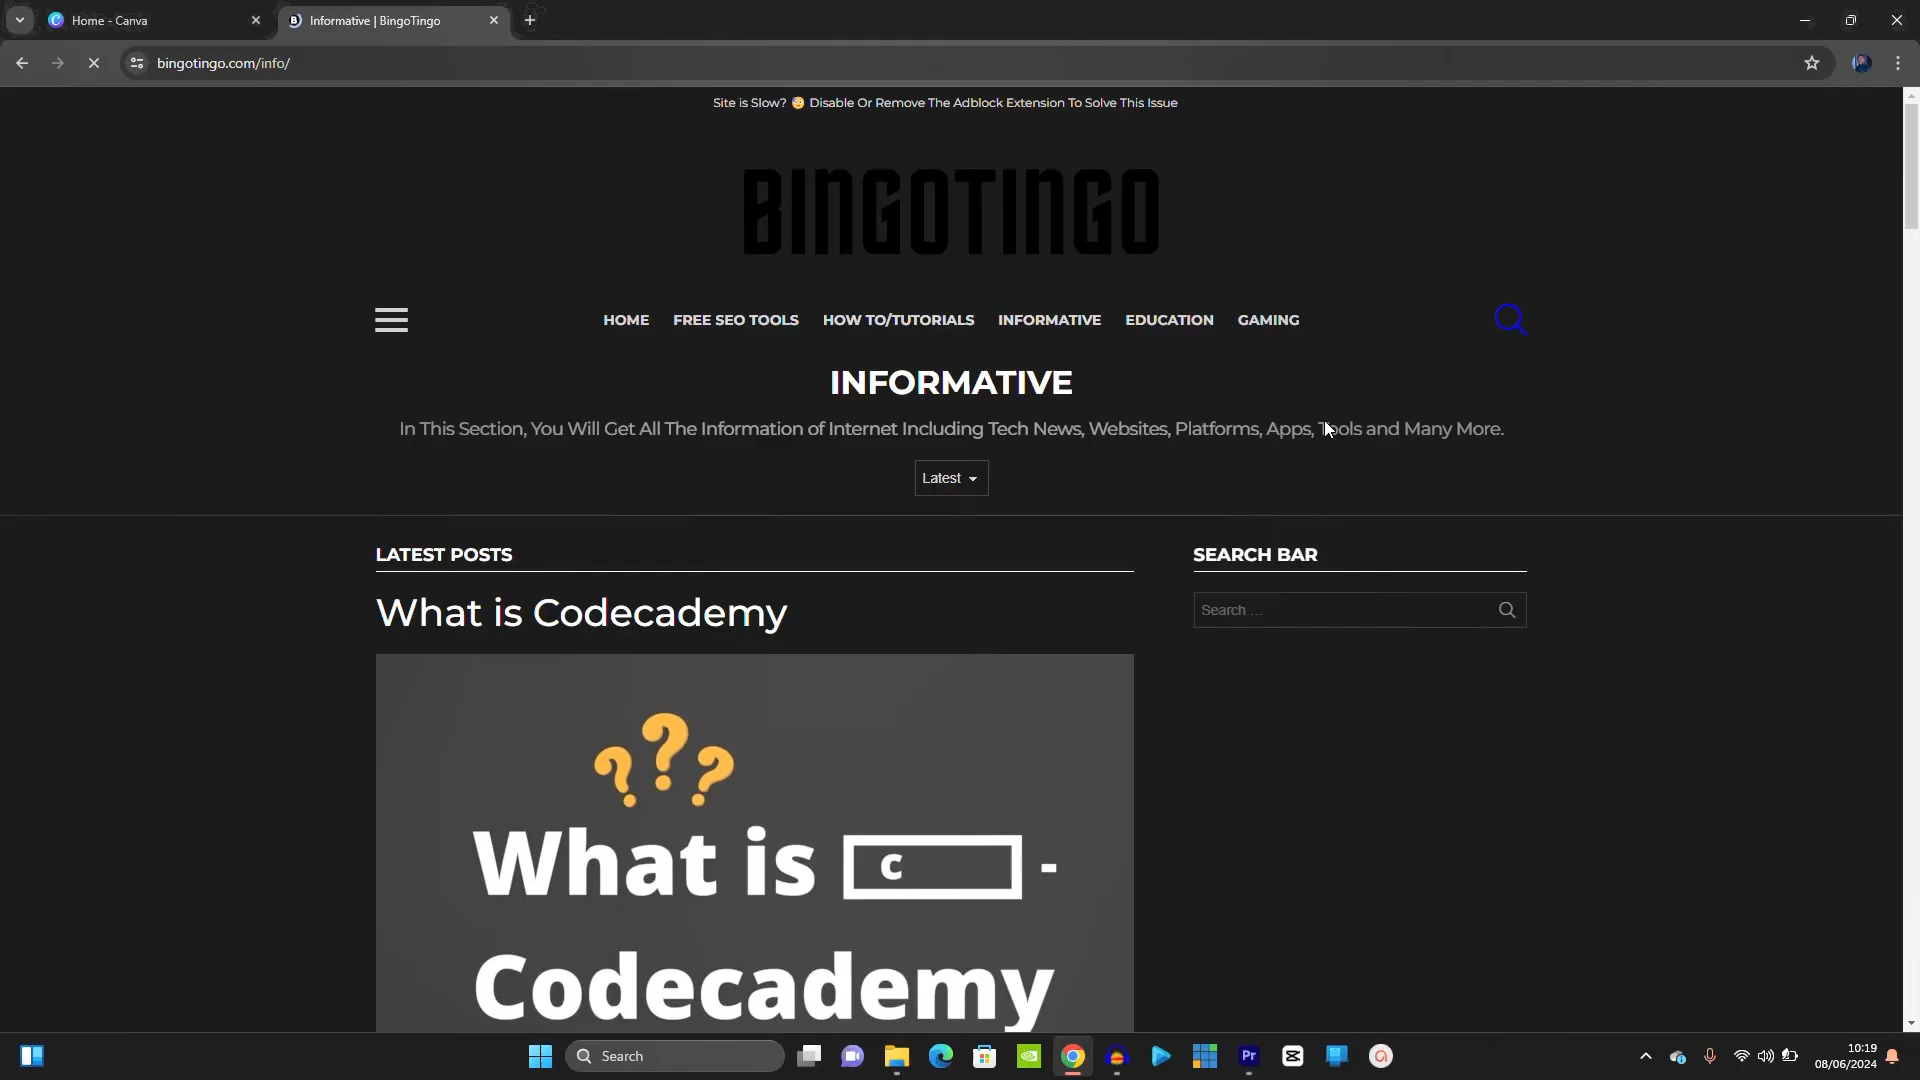 Home - Canva
Informative | BingoTingo
bingotingo.com/info/
Site is Slow? 😳 Disable Or Remove The Adblock Extension To Solve This Issue
BINGOTINGO
HOME FREE SEO TOOLS HOW TO/TUTORIALS INFORMATIVE EDUCATION GAMING
INFORMATIVE
In This Section, You Will Get All The Information of Internet Including Tech News, Websites, Platforms, Apps, Tools and Many More.
Latest
LATEST POSTS
SEARCH BAR
What is Codecademy
Search ...
???
What is c -
Codecademy
Search
Pr
10:19
08/06/2024